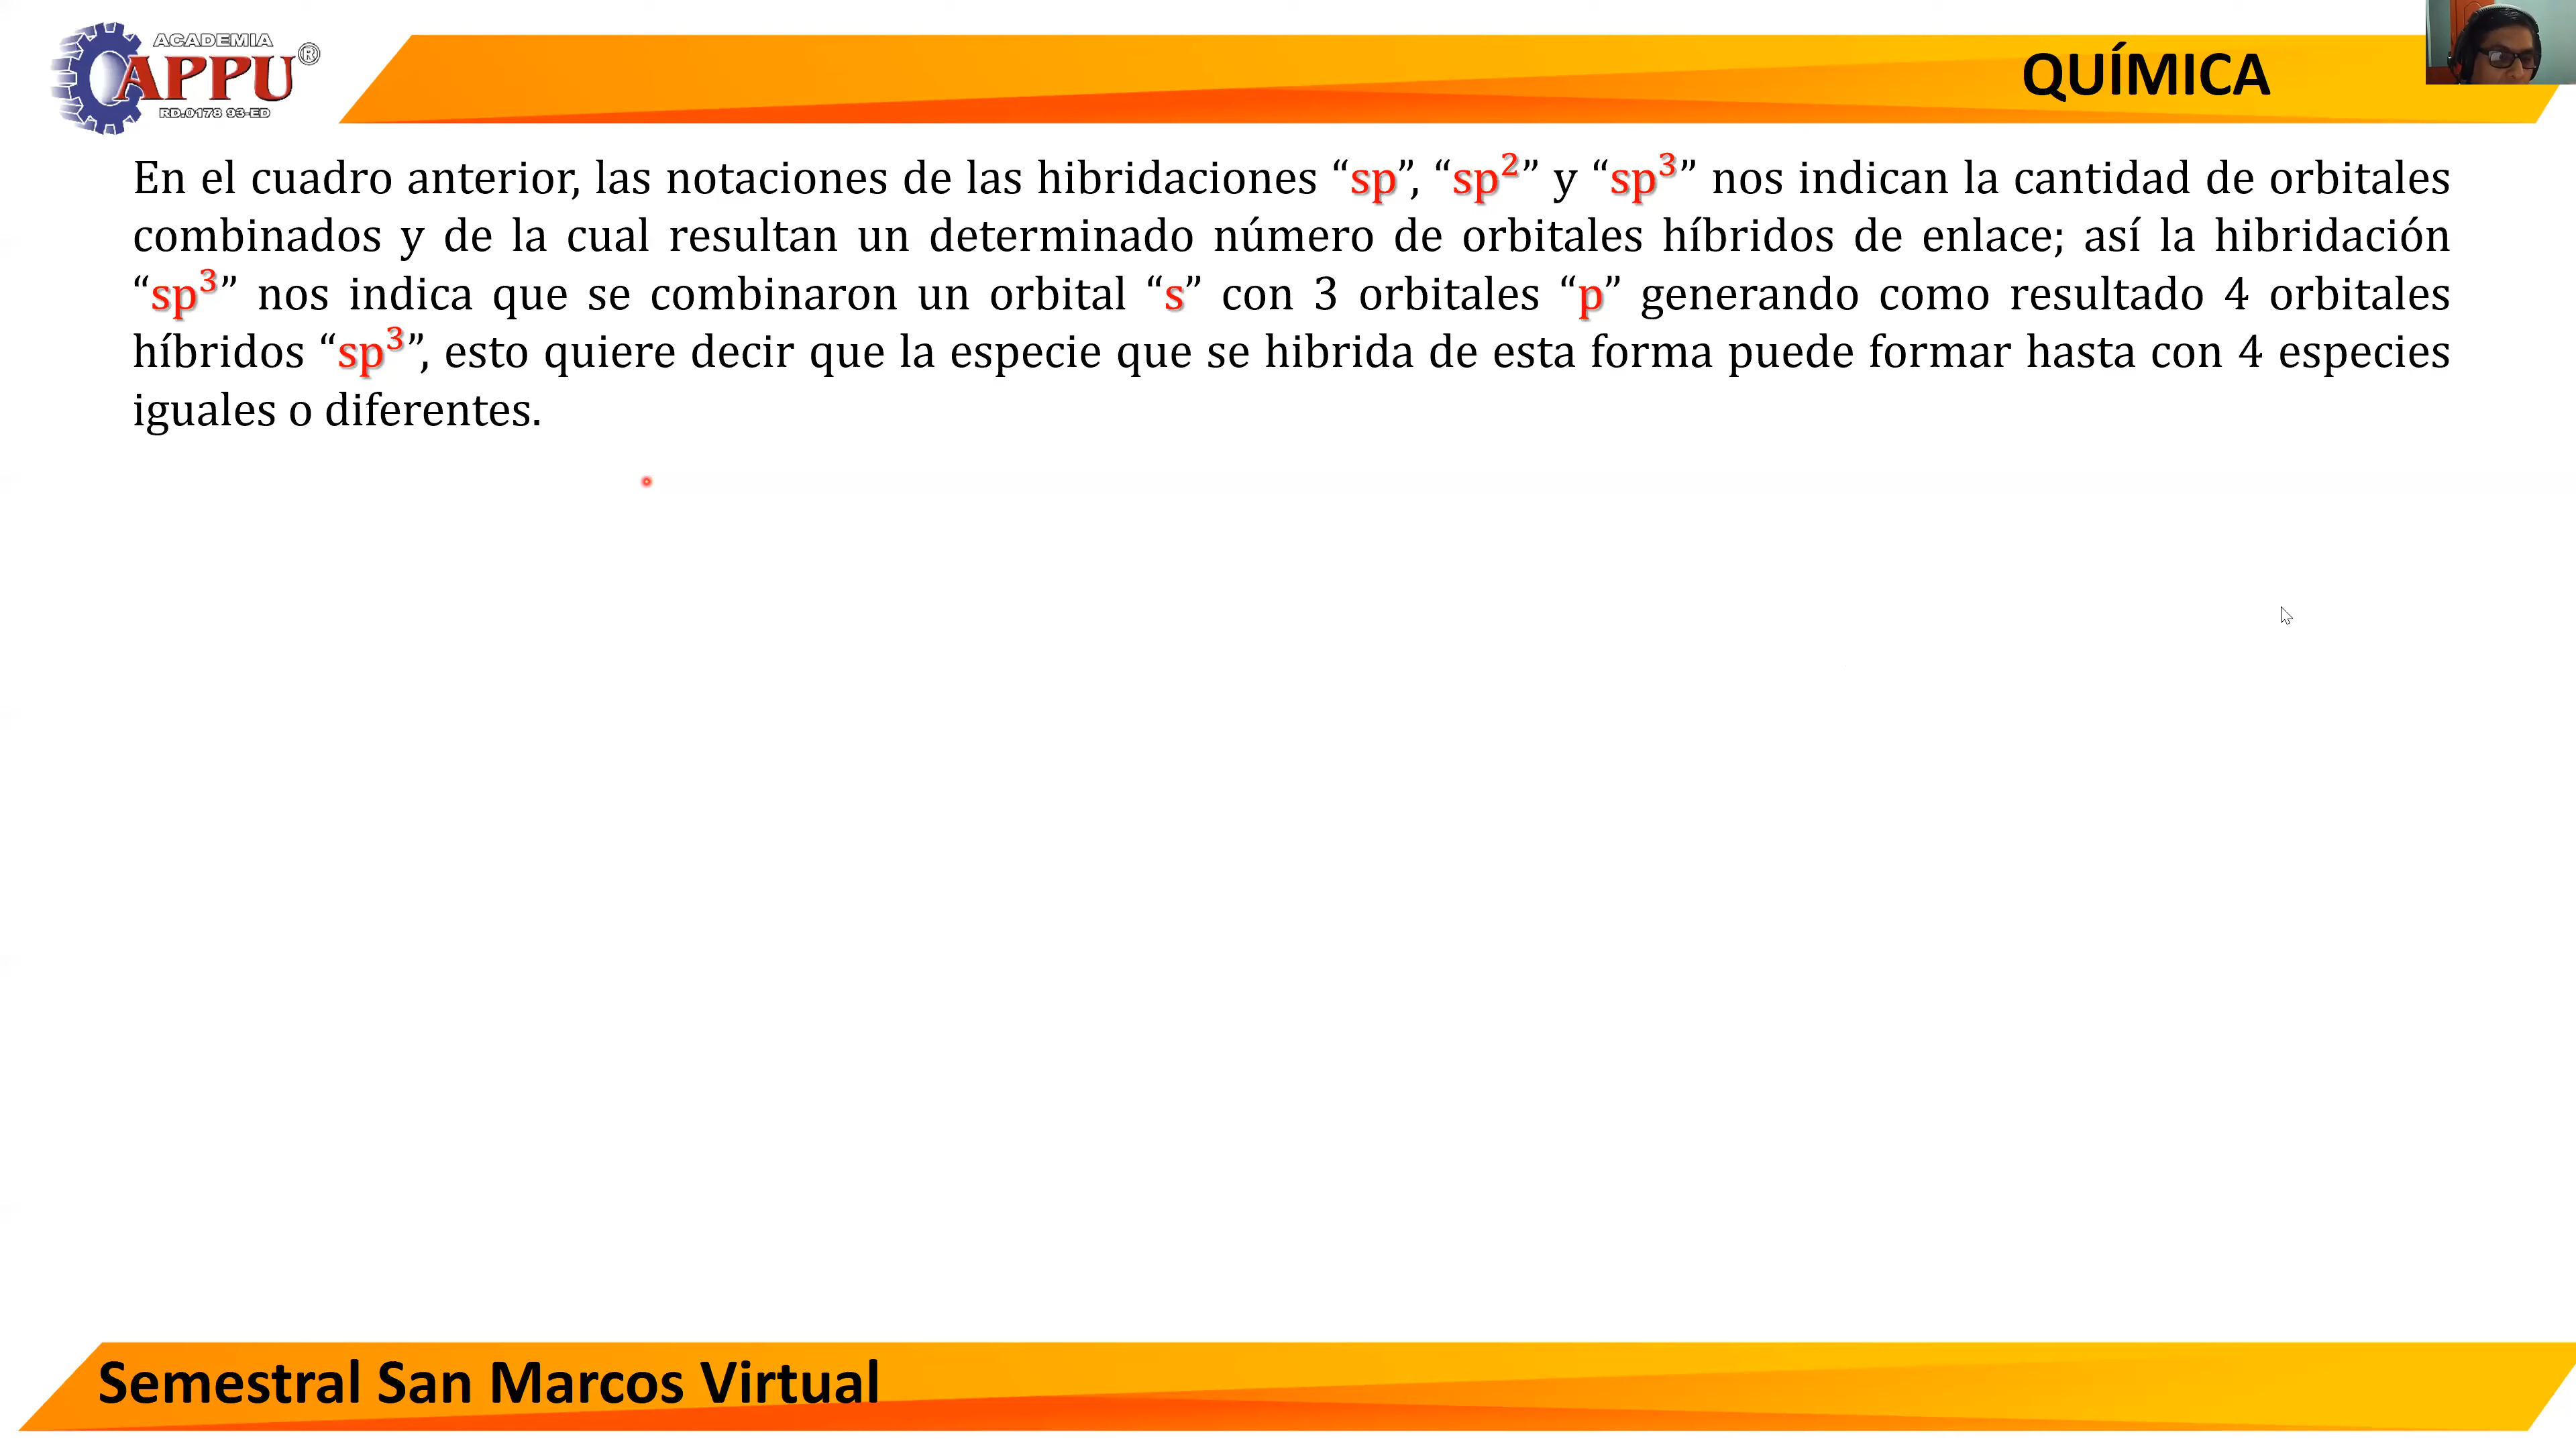 ACADEMIA
APPU®
RD.0178 93-ED
QUÍMICA
En el cuadro anterior, las notaciones de las hibridaciones “sp”, “sp²” y “sp³” nos indican la cantidad de orbitales
combinados y de la cual resultan un determinado número de orbitales híbridos de enlace; así la hibridación
“sp³” nos indica que se combinaron un orbital “s” con 3 orbitales “p” generando como resultado 4 orbitales
híbridos “sp³”, esto quiere decir que la especie que se hibrida de esta forma puede formar hasta con 4 especies
iguales o diferentes.
Semestral San Marcos Virtual